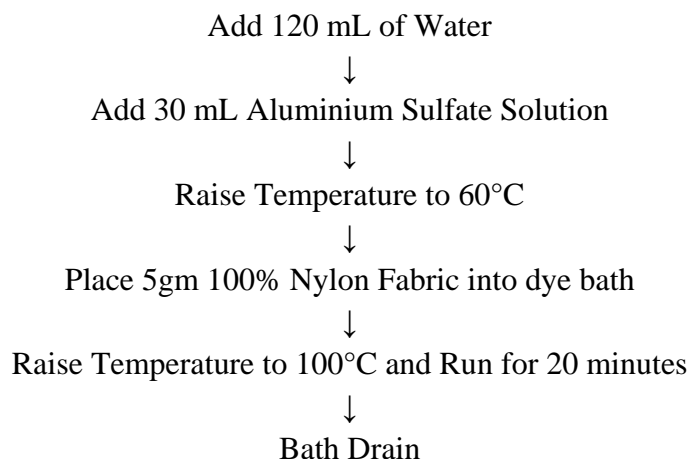 Add 120 mL of Water
↓
Add 30 mL Aluminium Sulfate Solution
↓
Raise Temperature to 60°C
↓
Place 5gm 100% Nylon Fabric into dye bath
↓
Raise Temperature to 100°C and Run for 20 minutes
↓
Bath Drain